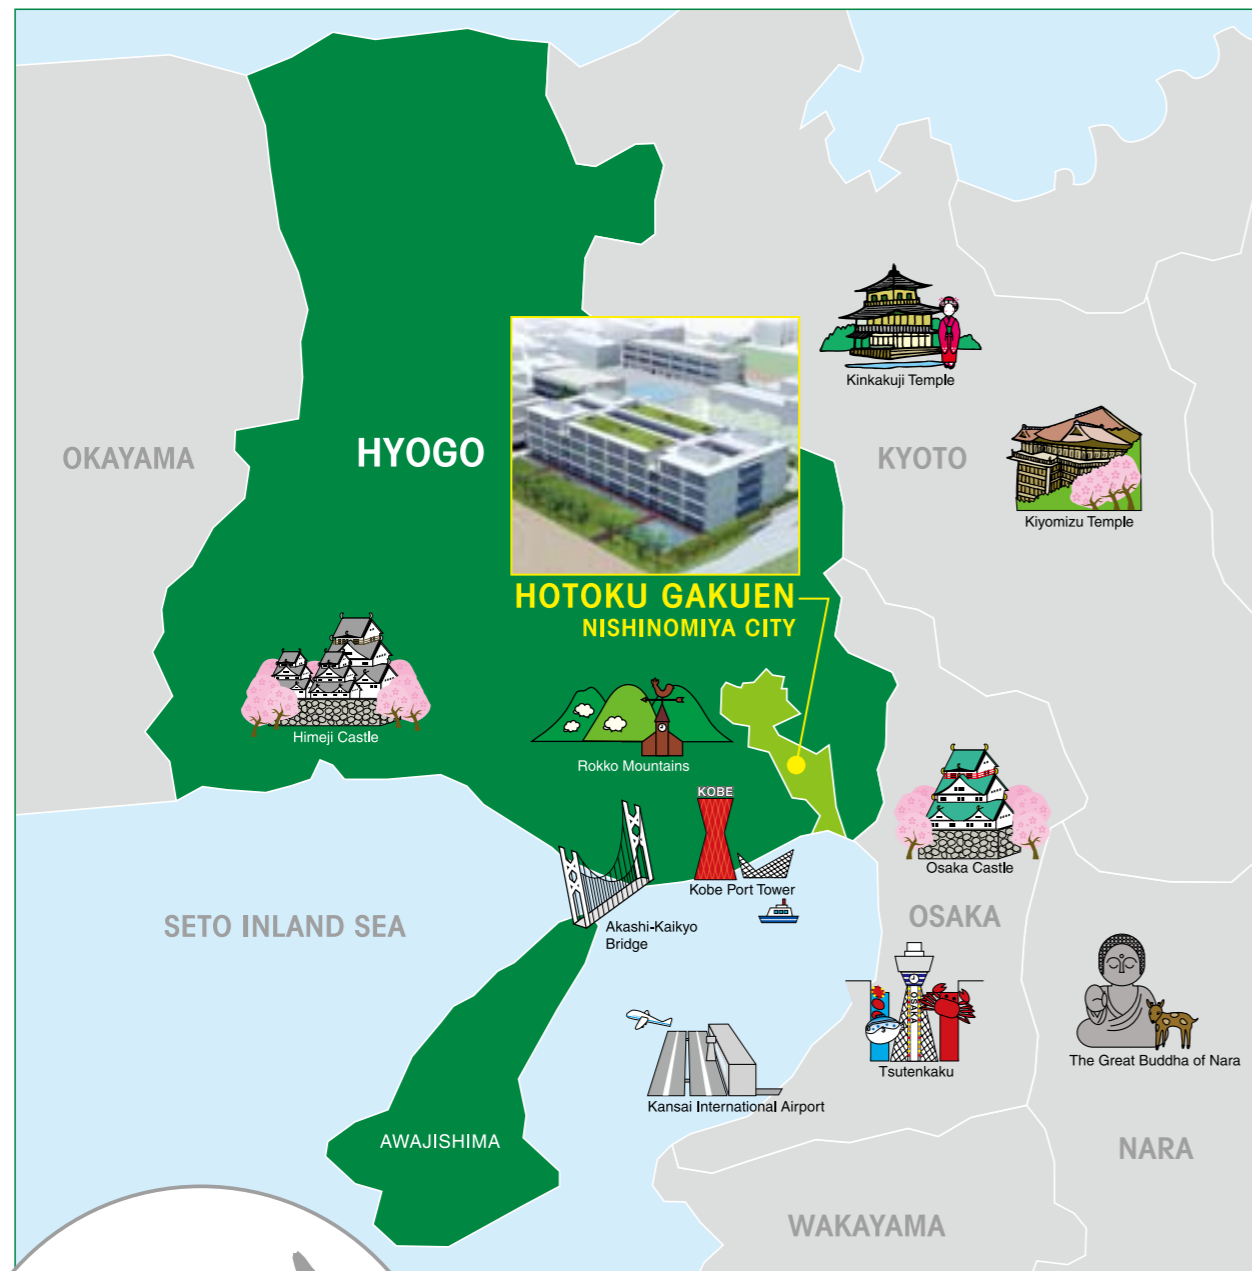 Kinkakuji Temple
OKAYAMA
HYOGO
KYOTO
Kiyomizu Temple
HOTOKU GAKUEN
NISHINOMIYA CITY
Himeji Castle
Rokko Mountains
KOBE
Kobe Port Tower
Osaka Castle
SETO INLAND SEA
Akashi-Kaikyo
Bridge
OSAKA
OSAKA
Tsutenkaku
The Great Buddha of Nara
Kansai International Airport
AWAJISHIMA
NARA
WAKAYAMA